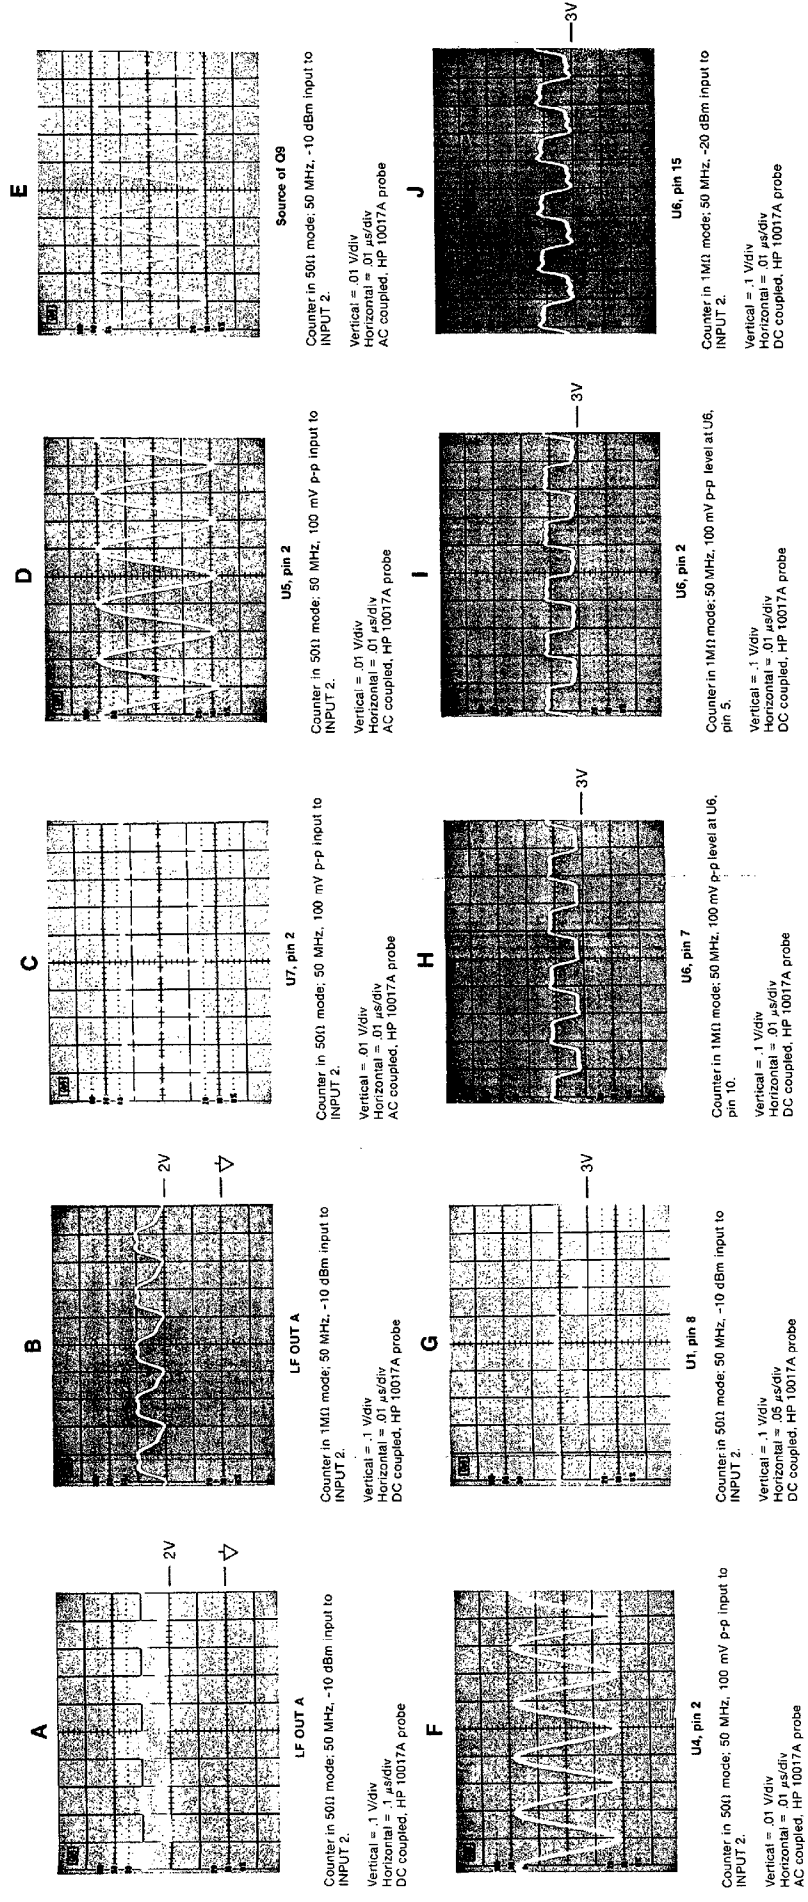 A
LF OUT A
Counter in 50Ω mode; 50 MHz, -10 dBm input to
INPUT 2.
Vertical = .1 V/div
Horizontal = .1 µs/div
DC coupled, HP 10017A probe
2V
B
LF OUT A
Counter in 1MΩ mode; 50 MHz, -10 dBm input to
INPUT 2.
Vertical = .1 V/div
Horizontal = .01 µs/div
DC coupled, HP 10017A probe
2V
C
U7, pin 2
Counter in 50Ω mode; 50 MHz, 100 mV p-p input to
INPUT 2.
Vertical = .01 V/div
Horizontal = .01 µs/div
AC coupled, HP 10017A probe
D
U5, pin 2
Counter in 50Ω mode; 50 MHz, 100 mV p-p input to
INPUT 2.
Vertical = .01 V/div
Horizontal = .01 µs/div
AC coupled, HP 10017A probe
E
Source of Q9
Counter in 50Ω mode; 50 MHz, -10 dBm input to
INPUT 2.
Vertical = .01 V/div
Horizontal = .01 µs/div
AC coupled, HP 10017A probe
F
U4, pin 2
Counter in 50Ω mode; 50 MHz, 100 mV p-p input to
INPUT 2.
Vertical = .01 V/div
Horizontal = .01 µs/div
AC coupled, HP 10017A probe
G
U1, pin 8
Counter in 50Ω mode; 50 MHz, -10 dBm input to
INPUT 2.
Vertical = .1 V/div
Horizontal = .05 µs/div
DC coupled, HP 10017A probe
3V
H
U6, pin 7
Counter in 1MΩ mode; 50 MHz, 100 mV p-p level at U6,
pin 10.
Vertical = .1 V/div
Horizontal = .01 µs/div
DC coupled, HP 10017A probe
3V
I
U6, pin 2
Counter in 1MΩ mode; 50 MHz, 100 mV p-p level at U6,
pin 5.
Vertical = .1 V/div
Horizontal = .01 µs/div
DC coupled, HP 10017A probe
3V
J
U6, pin 15
Counter in 1MΩ mode; 50 MHz, -20 dBm input to
INPUT 2.
Vertical = .1 V/div
Horizontal = .01 µs/div
DC coupled, HP 10017A probe
3V